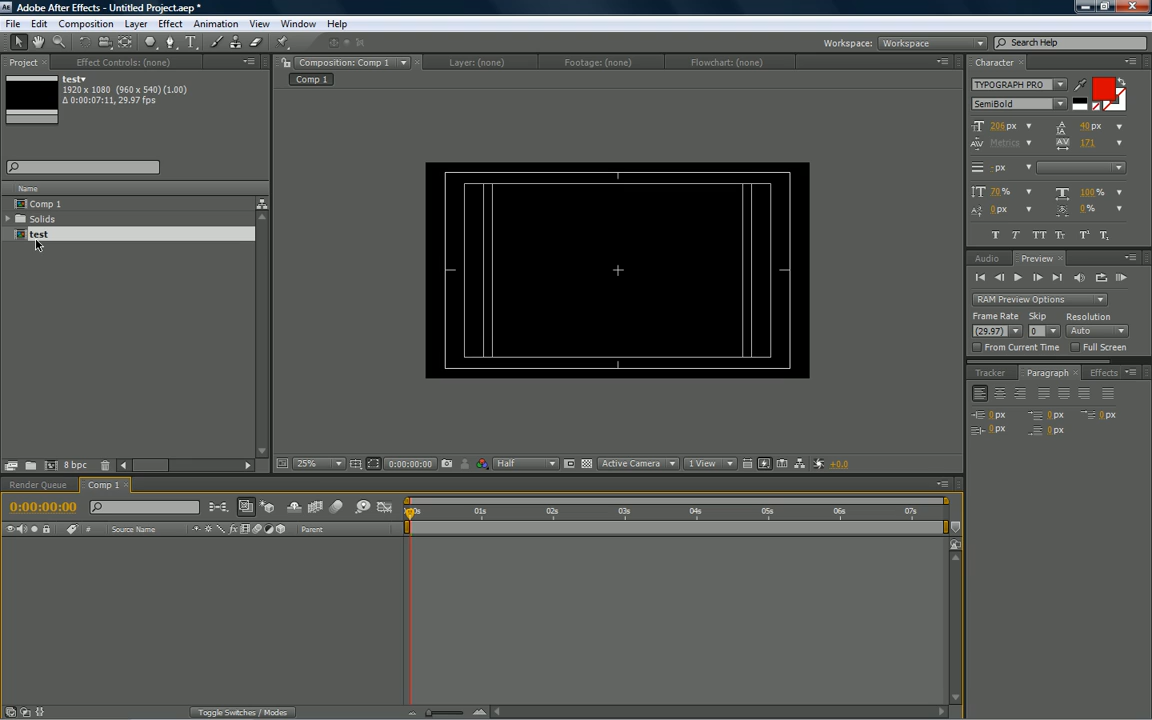 Adobe After Effects - Untitled Project.aep *
File Edit Composition Layer Effect Animation View Window Help
Workspace: Workspace Search Help
Project Effect Controls: (none) Composition: Comp 1 Layer: (none) Footage: (none) Flowchart: (none) Character
test
1920 x 1080 (960 x 540) (1.00)
Δ 0:00:07:11, 29.97 fps
Comp 1
TYPOGRAPH PRO
SemiBold
206 px 40 px
Metrics 171
- px
70 % 100 %
0 px 0 %
T T TT Tт T¹ T₁
Name
Comp 1
Solids
test
Audio Preview
RAM Preview Options
Frame Rate Skip Resolution
(29.97) 0 Auto
From Current Time Full Screen
Tracker Paragraph Effects
0 px 0 px 0 px
0 px 0 px
8 bpc
25% 0:00:00:00 Half Active Camera 1 View +0.0
Render Queue Comp 1
0:00:00:00
01s 02s 03s 04s 05s 06s 07s
# Source Name Parent
Toggle Switches / Modes